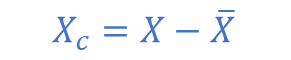 X_c = X − X̄